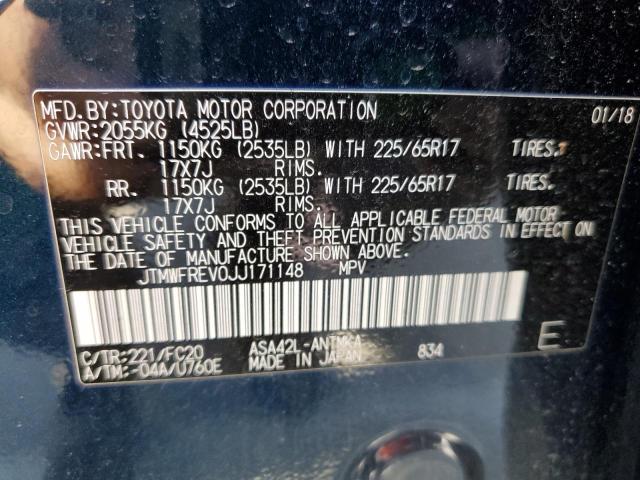 MFD.BY:TOYOTA MOTOR CORPORATION 01/18
GVWR:2055KG (4525LB)
GAWR:FRT. 1150KG (2535LB) WITH 225/65R17 TIRES.
17X7J RIMS.
RR. 1150KG (2535LB) WITH 225/65R17 TIRES.
17X7J RIMS.
THIS VEHICLE CONFORMS TO ALL APPLICABLE FEDERAL MOTOR
VEHICLE SAFETY AND THEFT PREVENTION STANDARDS IN EFFECT ON
THE DATE OF MANUFACTURE SHOWN ABOVE.
JTMWFREV0JJ171148 MPV
C/TR:221/FC20 ASA42L-ANTMKA 834 E
A/TM:-04A/U760E MADE IN JAPAN